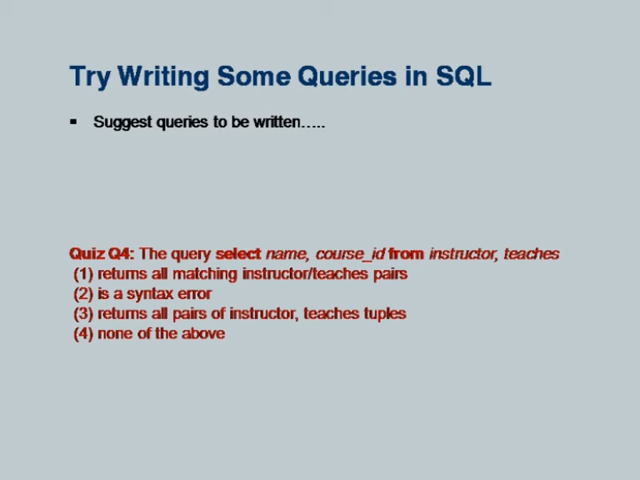 Try Writing Some Queries in SQL
▪ Suggest queries to be written…..
Quiz Q4: The query select name, course_id from instructor, teaches
(1) returns all matching instructor/teaches pairs
(2) is a syntax error
(3) returns all pairs of instructor, teaches tuples
(4) none of the above